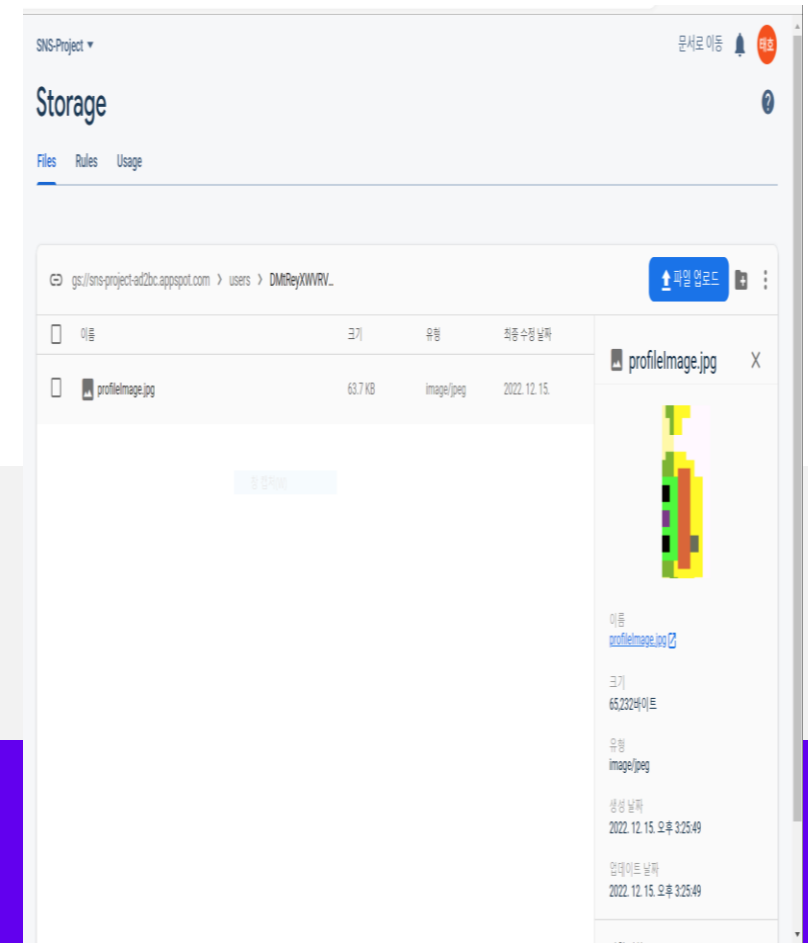 SNS-Project
문서로 이동
태호
Storage
Files Rules Usage
gs://sns-project-ad2bc.appspot.com > users > DMtReyXWVRV...
파일 업로드
이름 크기 유형 최종 수정 날짜
profileImage.jpg 63.7 KB image/jpeg 2022. 12. 15.
profileImage.jpg X
이름
profileImage.jpg
크기
65,232바이트
유형
image/jpeg
생성 날짜
2022. 12. 15. 오후 3:25:49
업데이트 날짜
2022. 12. 15. 오후 3:25:49